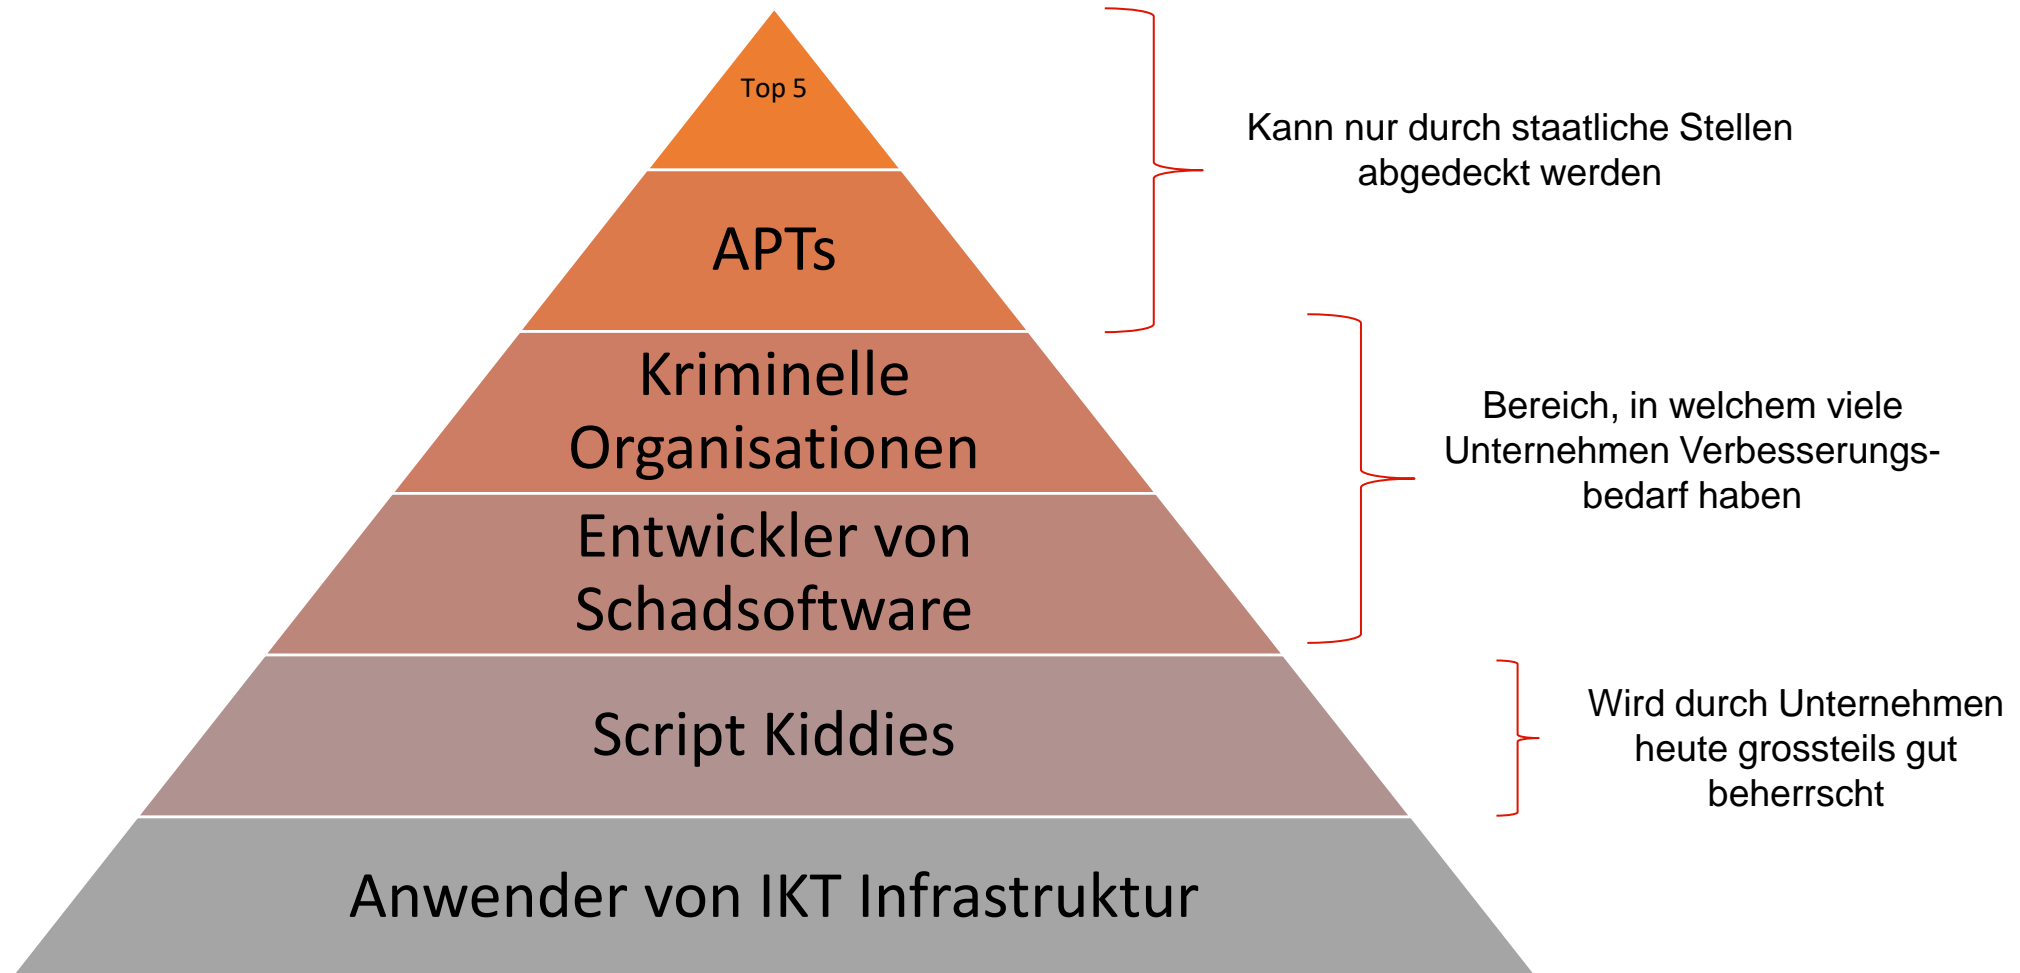 Top 5
APTs
Kriminelle
Organisationen
Entwickler von
Schadsoftware
Script Kiddies
Anwender von IKT Infrastruktur
Kann nur durch staatliche Stellen
abgedeckt werden
Bereich, in welchem viele
Unternehmen Verbesserungs-
bedarf haben
Wird durch Unternehmen
heute grossteils gut
beherrscht